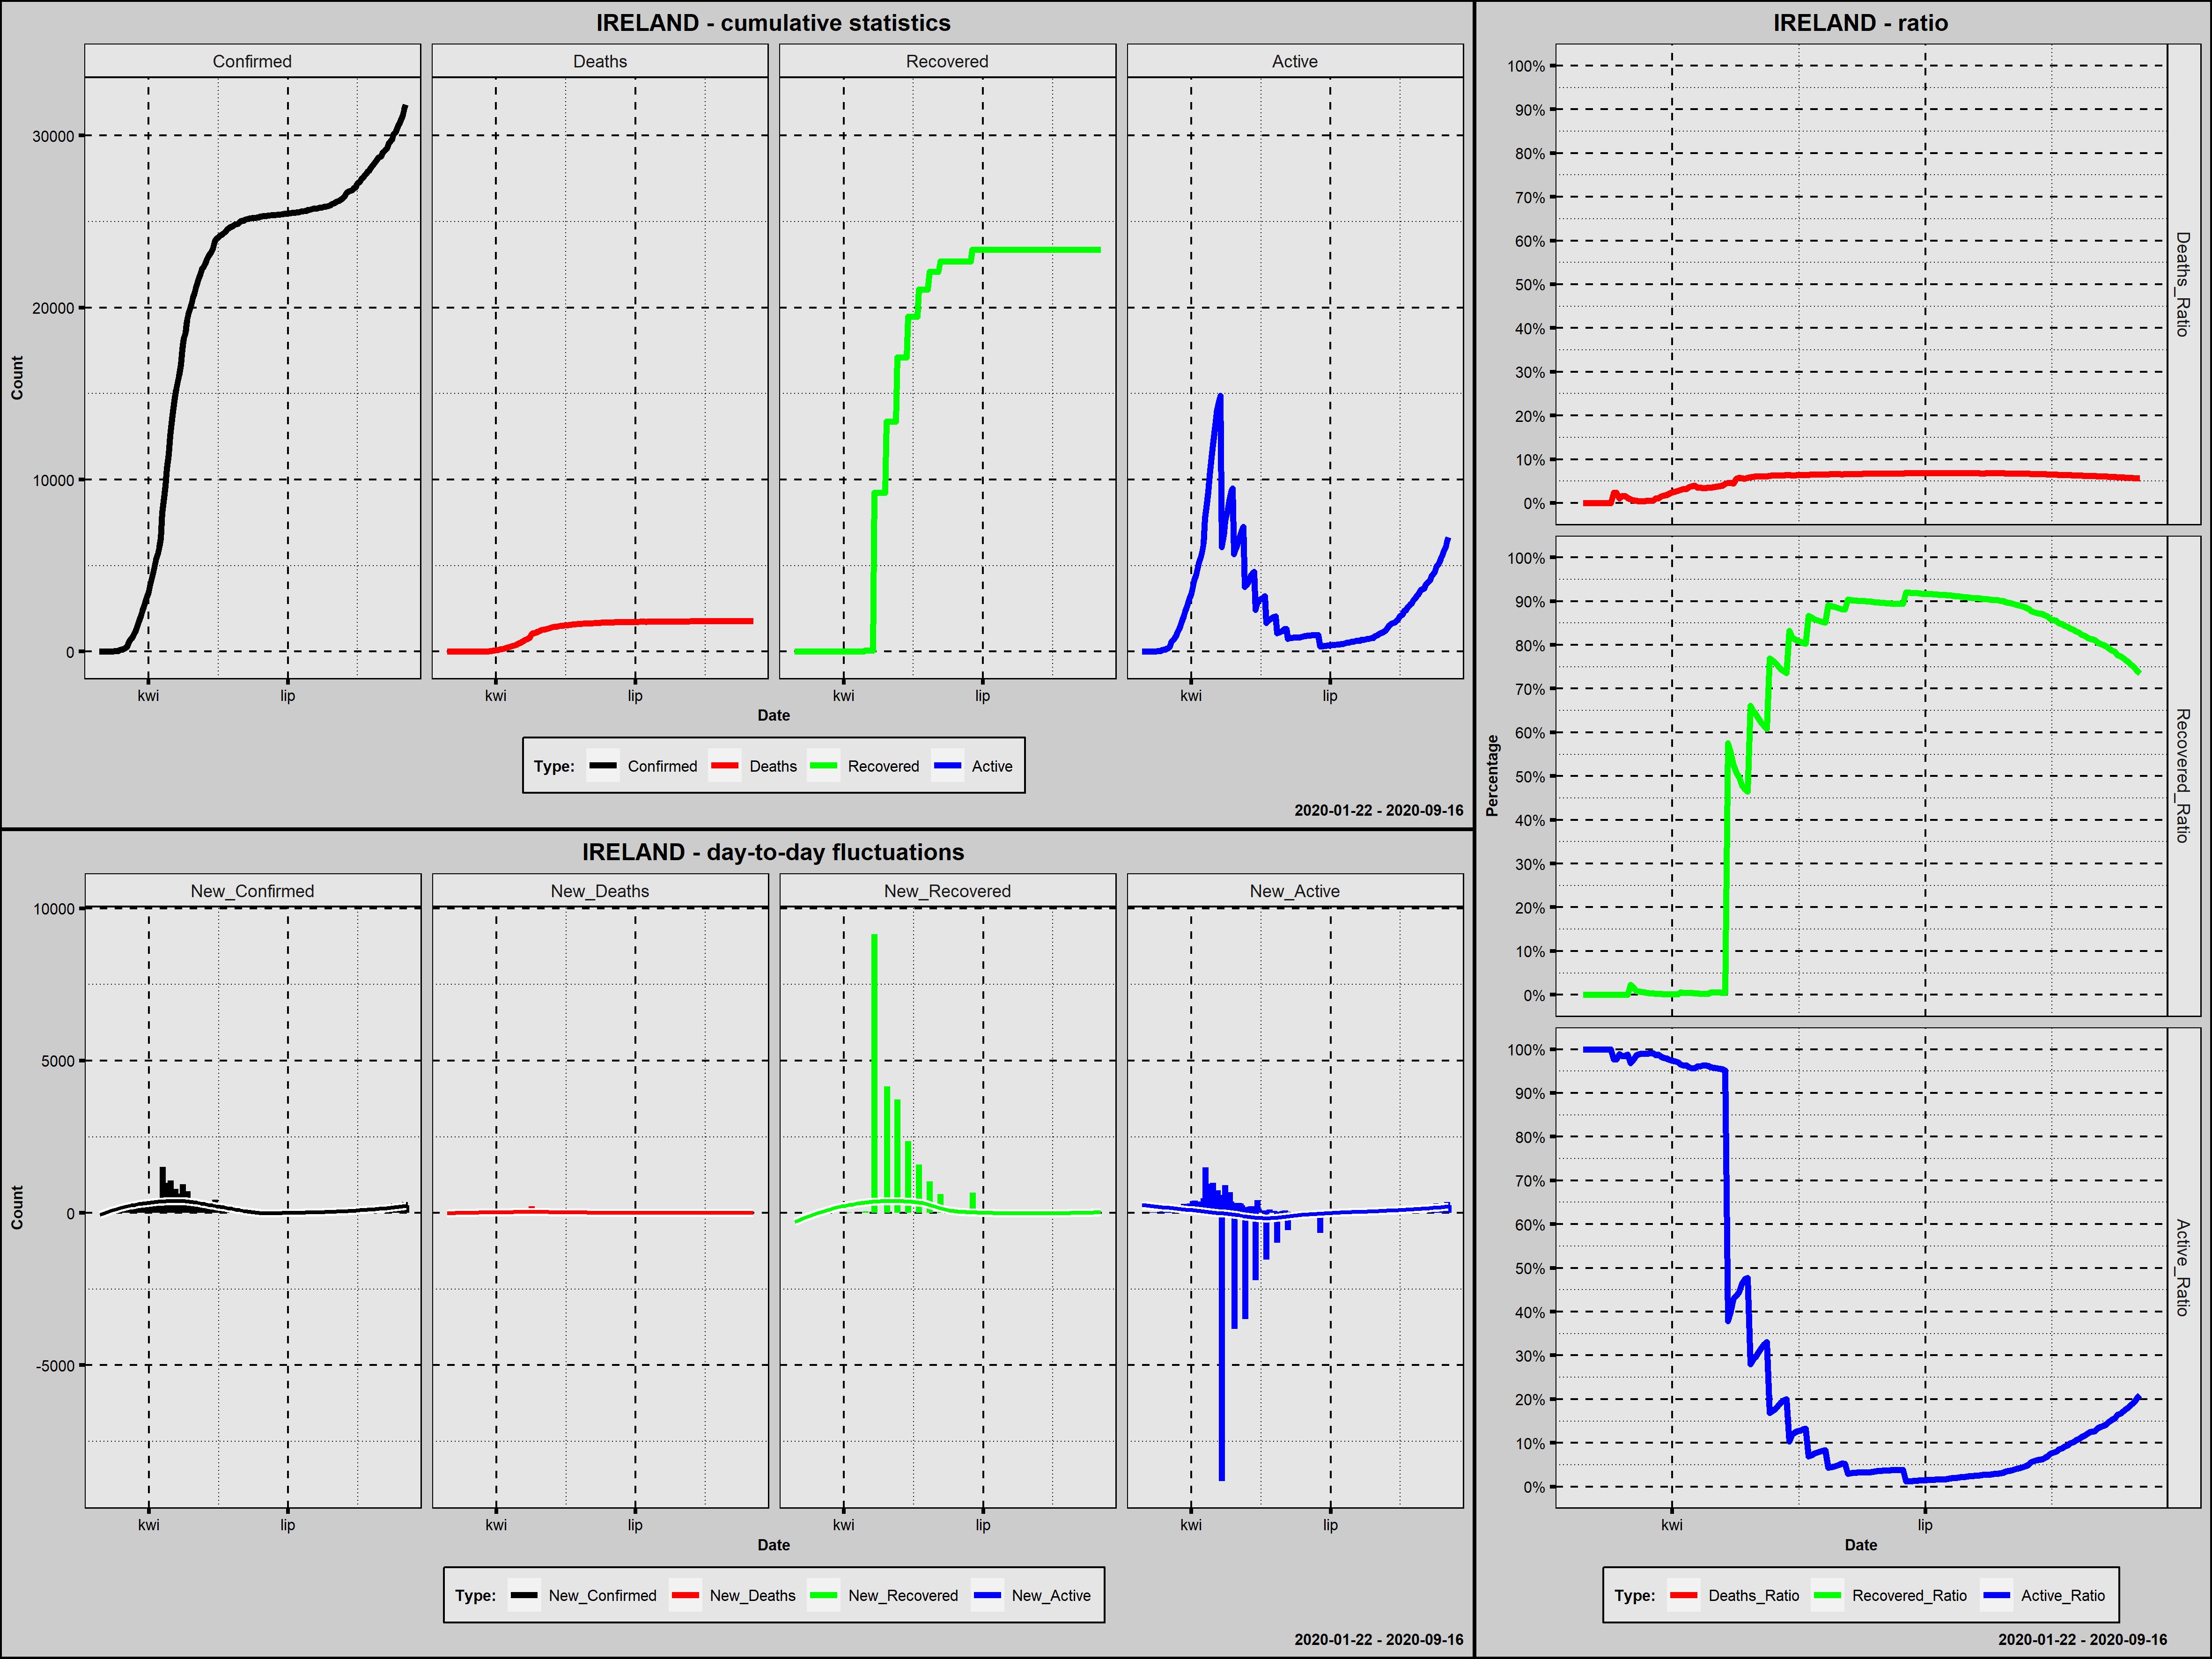 IRELAND - cumulative statistics
Confirmed Deaths Recovered Active
30000
20000
10000
0
Count
kwi lip kwi lip kwi lip kwi lip
Date
Type: Confirmed Deaths Recovered Active
2020-01-22 - 2020-09-16
IRELAND - day-to-day fluctuations
New_Confirmed New_Deaths New_Recovered New_Active
10000
5000
0
-5000
Count
kwi lip kwi lip kwi lip kwi lip
Date
Type: New_Confirmed New_Deaths New_Recovered New_Active
2020-01-22 - 2020-09-16
IRELAND - ratio
100%
90%
80%
70%
60%
50%
40%
30%
20%
10%
0%
Deaths_Ratio
100%
90%
80%
70%
60%
50%
40%
30%
20%
10%
0%
Recovered_Ratio
Percentage
100%
90%
80%
70%
60%
50%
40%
30%
20%
10%
0%
Active_Ratio
kwi lip
Date
Type: Deaths_Ratio Recovered_Ratio Active_Ratio
2020-01-22 - 2020-09-16